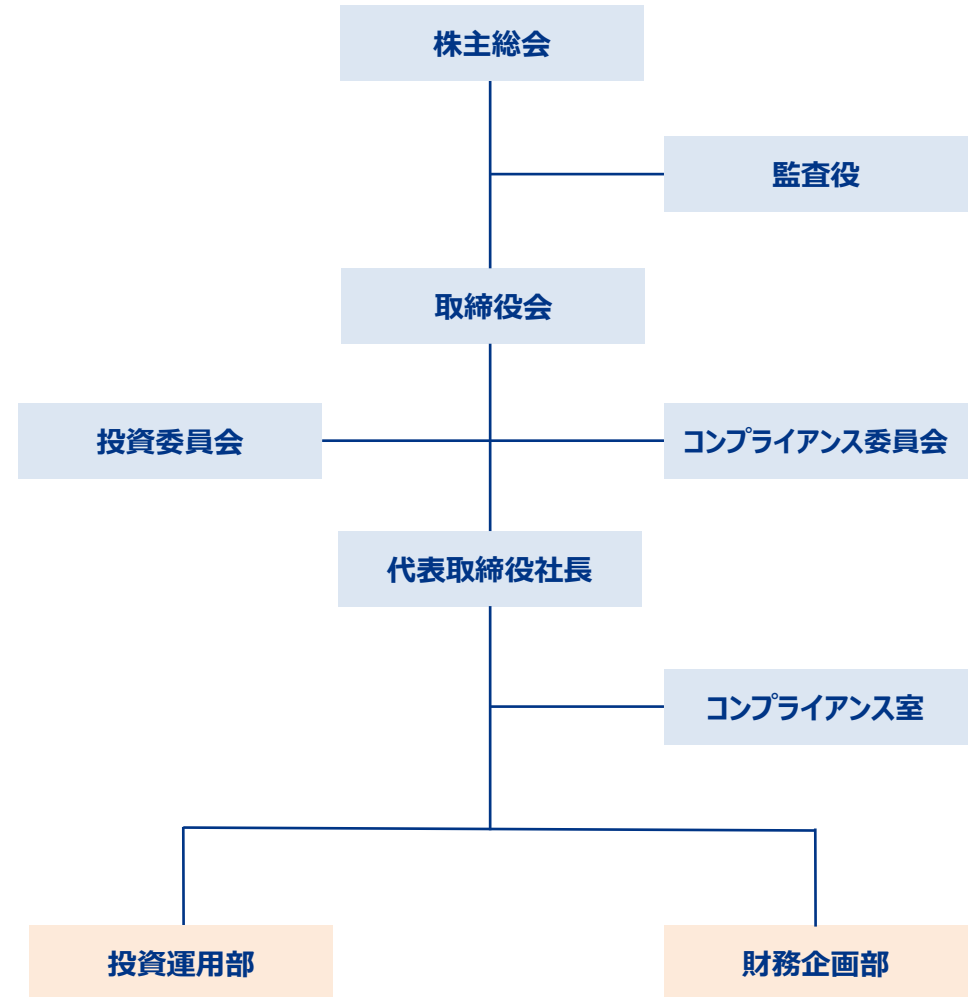 株主総会
監査役
取締役会
投資委員会
コンプライアンス委員会
代表取締役社長
コンプライアンス室
投資運用部
財務企画部